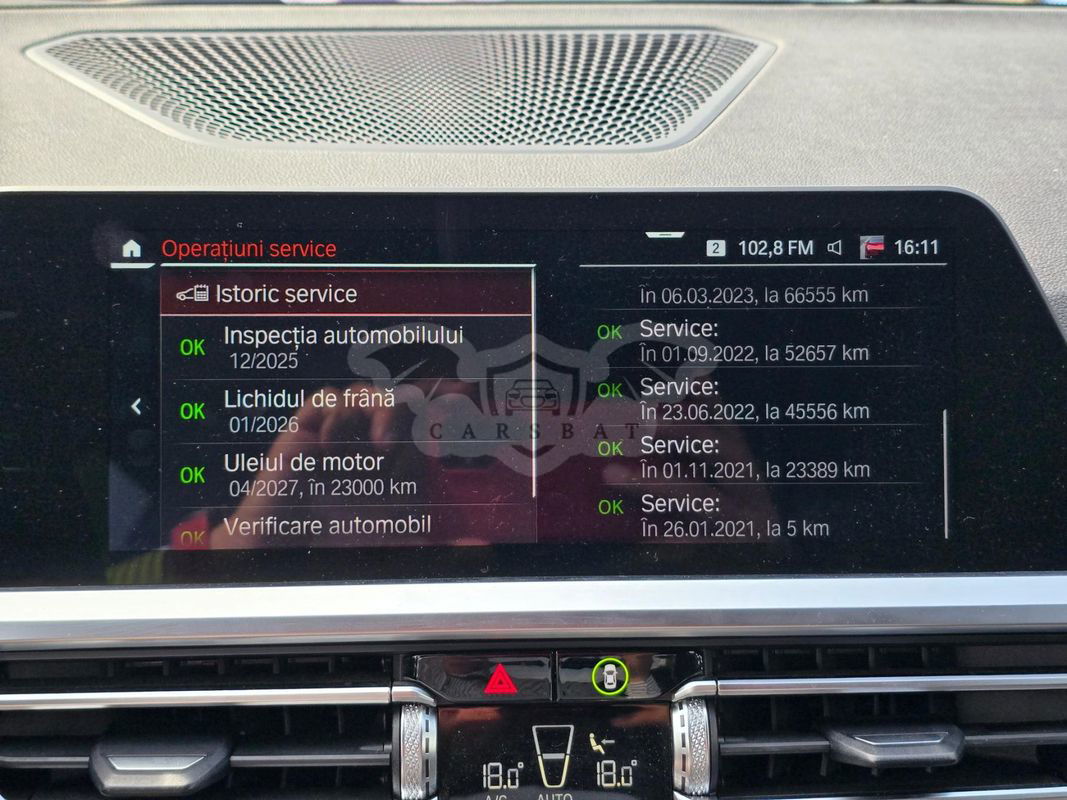 Operațiuni service
2 102,8 FM 16:11
Istoric service
OK Inspecția automobilului
12/2025
OK Lichidul de frână
01/2026
OK Uleiul de motor
04/2027, în 23000 km
OK Verificare automobil
În 06.03.2023, la 66555 km
OK Service:
În 01.09.2022, la 52657 km
OK Service:
În 23.06.2022, la 45556 km
OK Service:
În 01.11.2021, la 23389 km
OK Service:
În 26.01.2021, la 5 km
CARSBAT
18.0° 18.0°
A/C AUTO